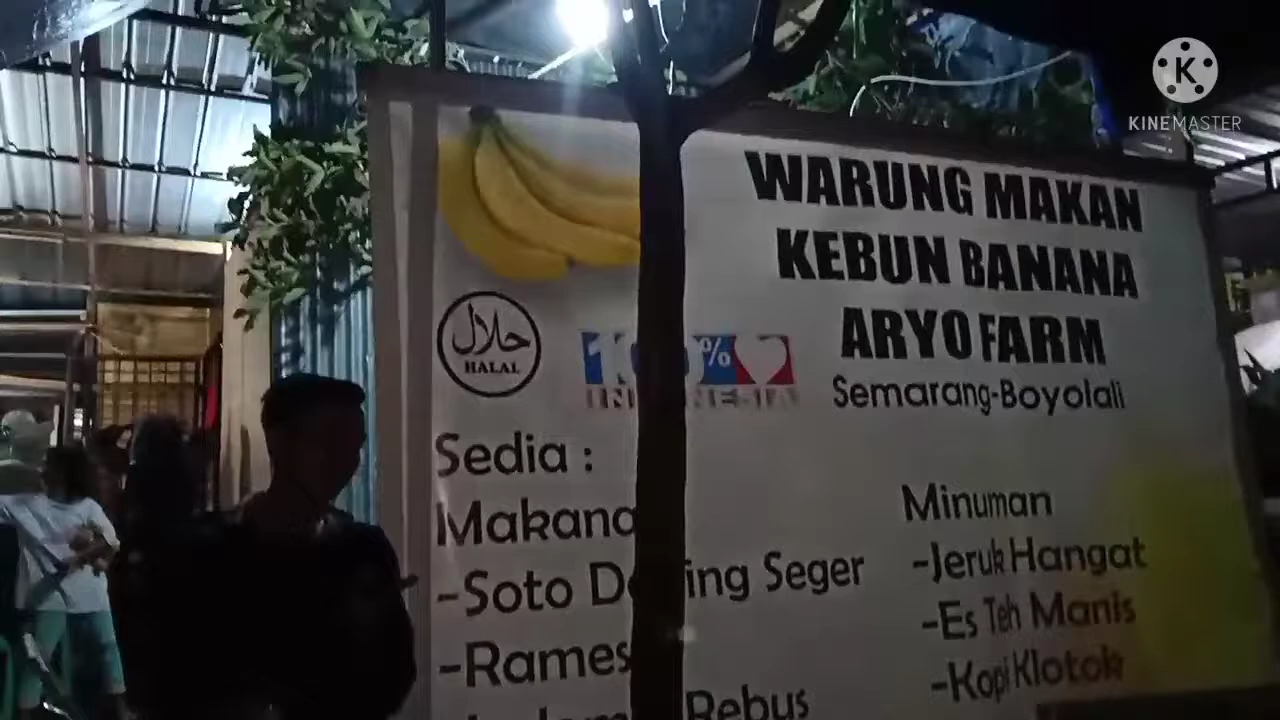 K
KINEMASTER
WARUNG MAKAN
KEBUN BANANA
ARYO FARM
Semarang-Boyolali
حلال
HALAL
Sedia :
Minuman
-Soto
Seger
-Jeruk Hangat
-Es Teh Manis
-Rames
-Kopi Klotok
Rebus